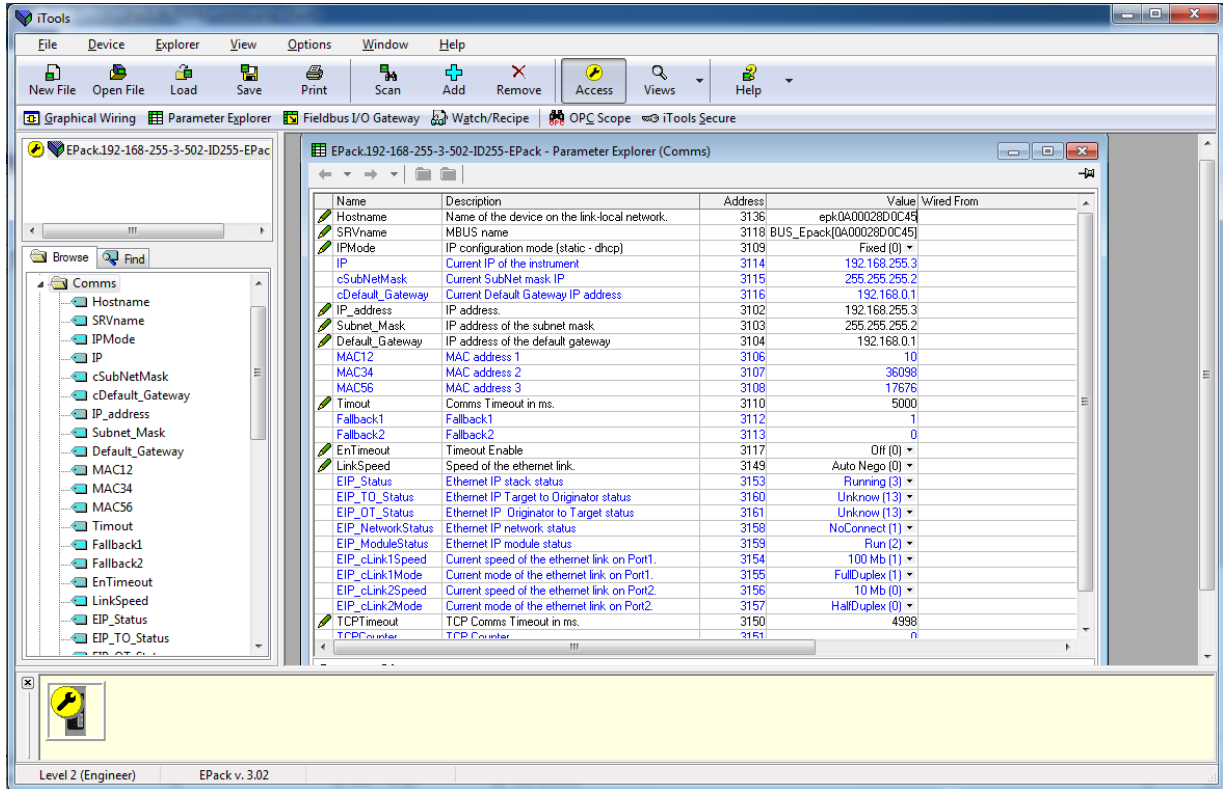 iTools
File Device Explorer View Options Window Help
New File Open File Load Save Print Scan Add Remove Access Views Help
Graphical Wiring Parameter Explorer Fieldbus I/O Gateway Watch/Recipe OPC Scope iTools Secure
EPack.192-168-255-3-502-ID255-EPac
Browse Find
Comms
Hostname
SRVname
IPMode
IP
cSubNetMask
cDefault_Gateway
IP_address
Subnet_Mask
Default_Gateway
MAC12
MAC34
MAC56
Timout
Fallback1
Fallback2
EnTimeout
LinkSpeed
EIP_Status
EIP_TO_Status
EPack.192-168-255-3-502-ID255-EPack - Parameter Explorer (Comms)
Name Description Address Value Wired From
Hostname Name of the device on the link-local network. 3136 epk0A00028D0C45
SRVname MBUS name 3118 BUS_Epack[0A00028D0C45]
IPMode IP configuration mode (static - dhcp) 3109 Fixed (0)
IP Current IP of the instrument 3114 192.168.255.3
cSubNetMask Current SubNet mask IP 3115 255.255.255.2
cDefault_Gateway Current Default Gateway IP address 3116 192.168.0.1
IP_address IP address. 3102 192.168.255.3
Subnet_Mask IP address of the subnet mask 3103 255.255.255.2
Default_Gateway IP address of the default gateway 3104 192.168.0.1
MAC12 MAC address 1 3106 10
MAC34 MAC address 2 3107 36098
MAC56 MAC address 3 3108 17676
Timout Comms Timeout in ms. 3110 5000
Fallback1 Fallback1 3112 1
Fallback2 Fallback2 3113 0
EnTimeout Timeout Enable 3117 Off (0)
LinkSpeed Speed of the ethernet link. 3149 Auto Nego (0)
EIP_Status Ethernet IP stack status 3153 Running (3)
EIP_TO_Status Ethernet IP Target to Originator status 3160 Unknow (13)
EIP_OT_Status Ethernet IP Originator to Target status 3161 Unknow (13)
EIP_NetworkStatus Ethernet IP network status 3158 NoConnect (1)
EIP_ModuleStatus Ethernet IP module status 3159 Run (2)
EIP_cLink1Speed Current speed of the ethernet link on Port1. 3154 100 Mb (1)
EIP_cLink1Mode Current mode of the ethernet link on Port1. 3155 FullDuplex (1)
EIP_cLink2Speed Current speed of the ethernet link on Port2. 3156 10 Mb (0)
EIP_cLink2Mode Current mode of the ethernet link on Port2. 3157 HalfDuplex (0)
TCPTimeout TCP Comms Timeout in ms. 3150 4998
TCPCounter TCP Counter 3151 0
Level 2 (Engineer) EPack v. 3.02